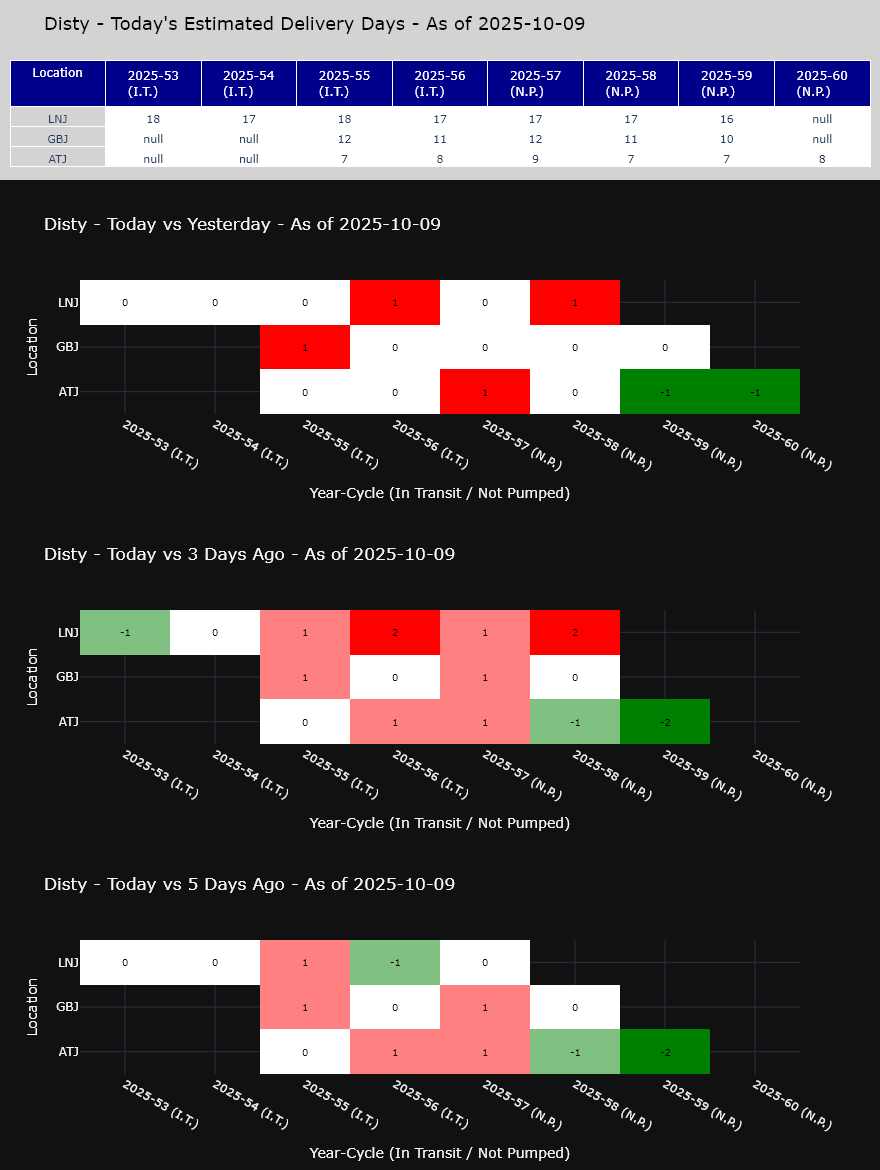 Disty - Today's Estimated Delivery Days - As of 2025-10-09
Location 2025-53 (I.T.) 2025-54 (I.T.) 2025-55 (I.T.) 2025-56 (I.T.) 2025-57 (N.P.) 2025-58 (N.P.) 2025-59 (N.P.) 2025-60 (N.P.)
LNJ 18 17 18 17 17 17 16 null
GBJ null null 12 11 12 11 10 null
ATJ null null 7 8 9 7 7 8
Disty - Today vs Yesterday - As of 2025-10-09
Location
LNJ 0 0 0 1 0 1
GBJ 1 0 0 0 0
ATJ 0 0 1 0 -1 -1
2025-53 (I.T.) 2025-54 (I.T.) 2025-55 (I.T.) 2025-56 (I.T.) 2025-57 (N.P.) 2025-58 (N.P.) 2025-59 (N.P.) 2025-60 (N.P.)
Year-Cycle (In Transit / Not Pumped)
Disty - Today vs 3 Days Ago - As of 2025-10-09
Location
LNJ -1 0 1 2 1 2
GBJ 1 0 1 0
ATJ 0 1 1 -1 -2
2025-53 (I.T.) 2025-54 (I.T.) 2025-55 (I.T.) 2025-56 (I.T.) 2025-57 (N.P.) 2025-58 (N.P.) 2025-59 (N.P.) 2025-60 (N.P.)
Year-Cycle (In Transit / Not Pumped)
Disty - Today vs 5 Days Ago - As of 2025-10-09
Location
LNJ 0 0 1 -1 0
GBJ 1 0 1 0
ATJ 0 1 1 -1 -2
2025-53 (I.T.) 2025-54 (I.T.) 2025-55 (I.T.) 2025-56 (I.T.) 2025-57 (N.P.) 2025-58 (N.P.) 2025-59 (N.P.) 2025-60 (N.P.)
Year-Cycle (In Transit / Not Pumped)